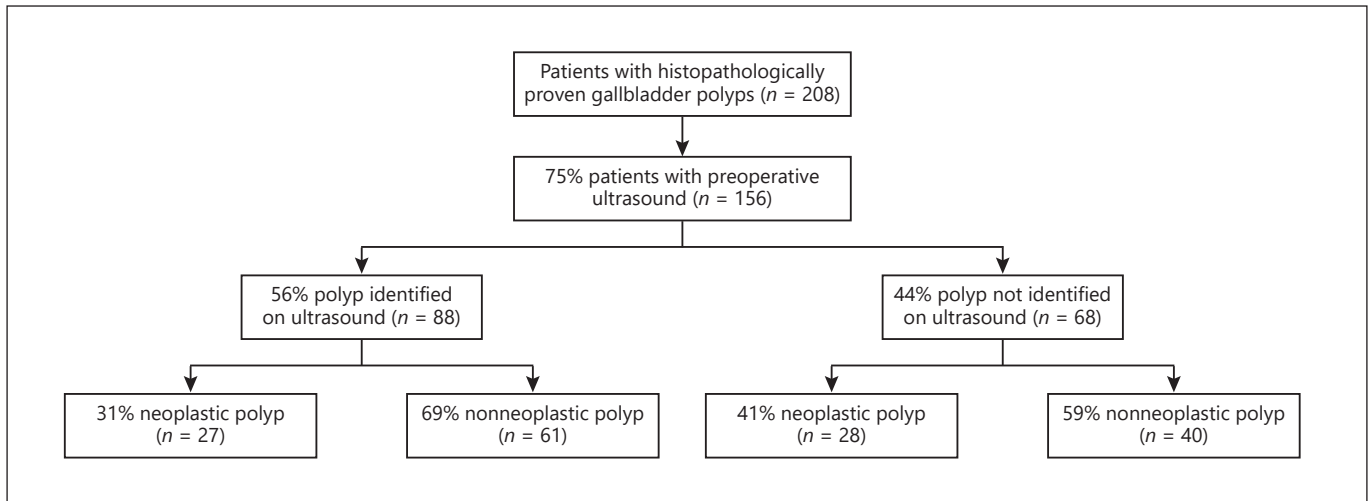 Patients with histopathologically
proven gallbladder polyps (n = 208)
75% patients with preoperative
ultrasound (n = 156)
56% polyp identified
on ultrasound (n = 88)
44% polyp not identified
on ultrasound (n = 68)
31% neoplastic polyp
(n = 27)
69% nonneoplastic polyp
(n = 61)
41% neoplastic polyp
(n = 28)
59% nonneoplastic polyp
(n = 40)